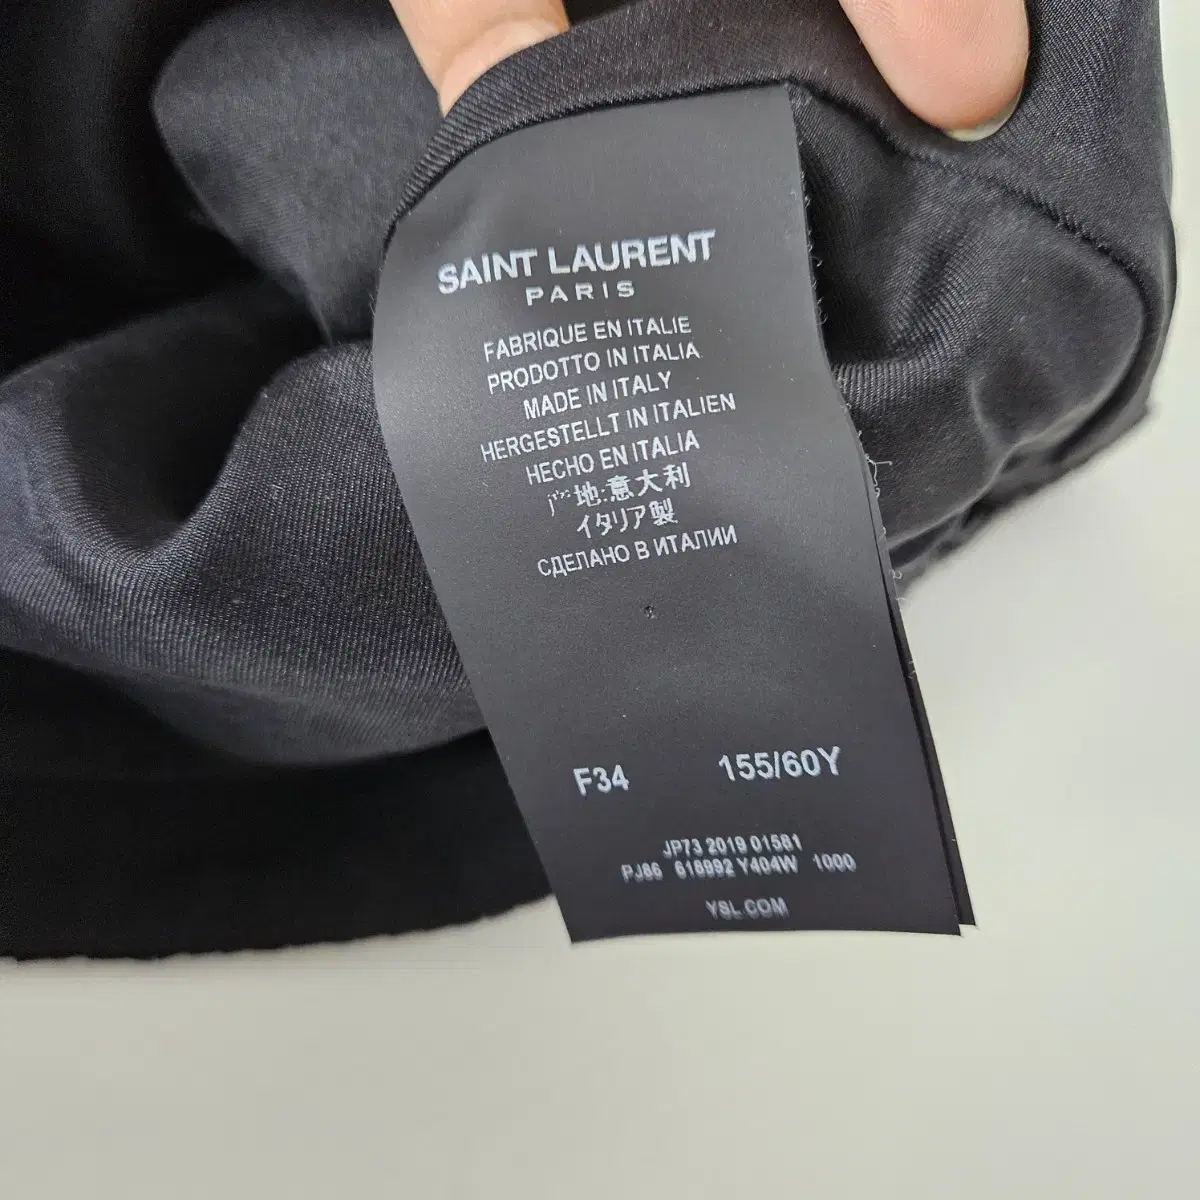 SAINT LAURENT
PARIS
FABRIQUE EN ITALIE
PRODOTTO IN ITALIA
MADE IN ITALY
HERGESTELLT IN ITALIEN
HECHO EN ITALIA
地:意大利
イタリア製
СДЕЛАНО В ИТАЛИИ
F34 155/60Y
JP73 2019 01581
PJ86 616992 Y404W 1000
YSL.COM